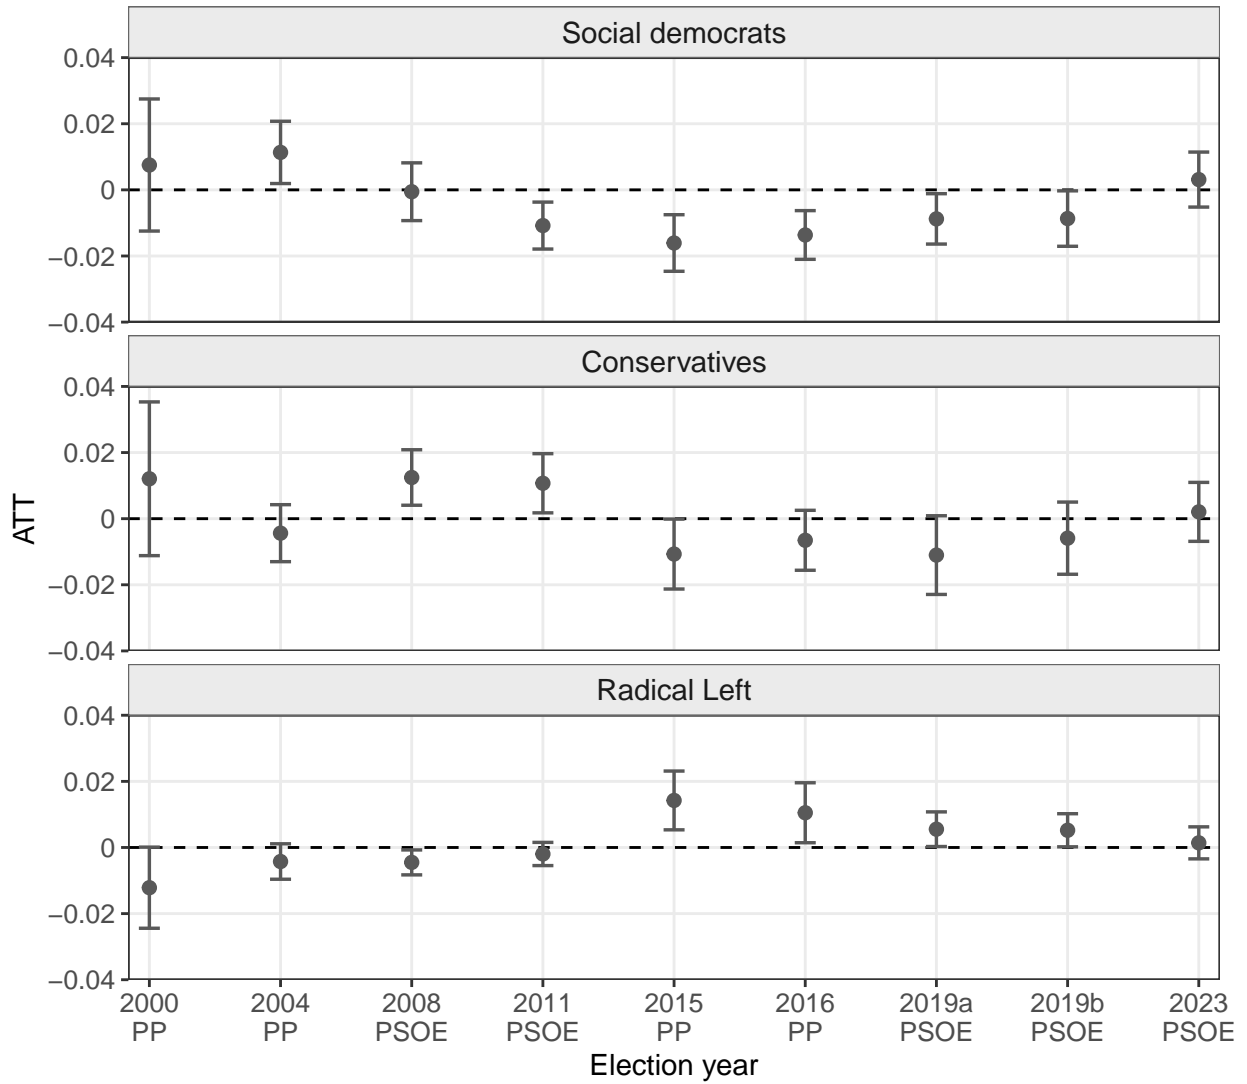 Social democrats
0.04
0.02
0
−0.02
−0.04
Conservatives
0.04
0.02
0
−0.02
−0.04
ATT
Radical Left
0.04
0.02
0
−0.02
−0.04
2000 2004 2008 2011 2015 2016 2019a 2019b 2023
PP PP PSOE PSOE PP PP PSOE PSOE PSOE
Election year